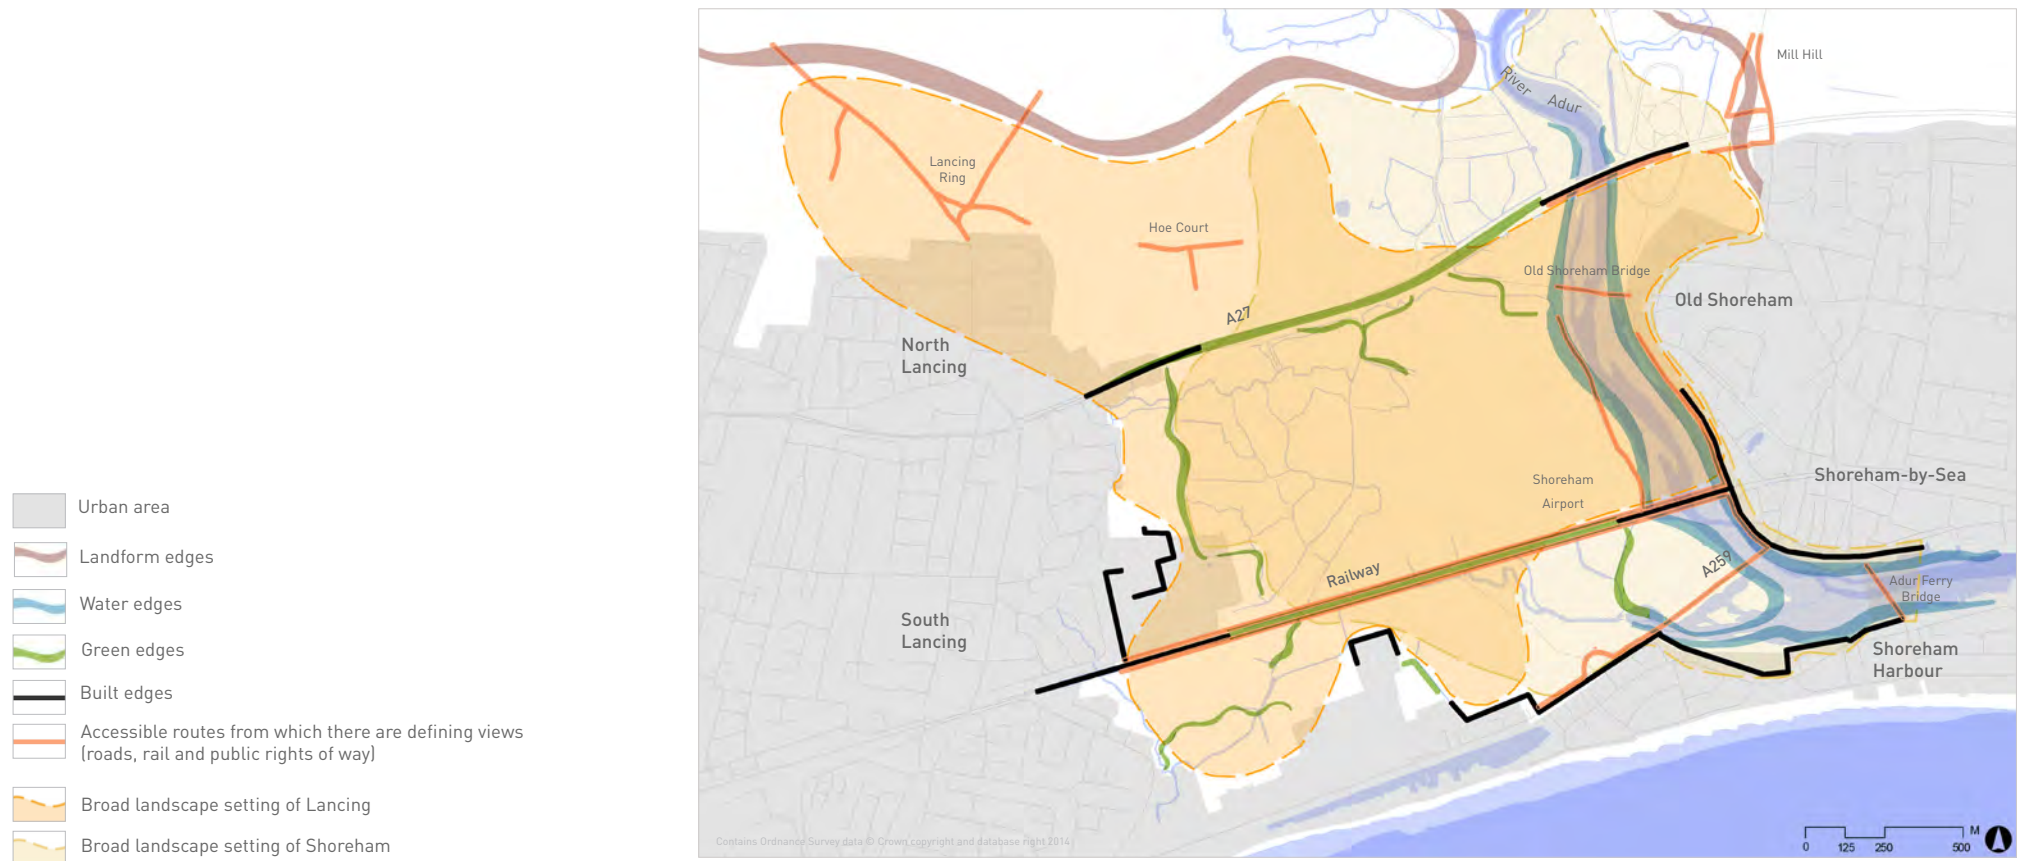 Urban area
Landform edges
Water edges
Green edges
Built edges
Accessible routes from which there are defining views
(roads, rail and public rights of way)
Broad landscape setting of Lancing
Broad landscape setting of Shoreham
Mill Hill
River Adur
Lancing
Ring
Hoe Court
Old Shoreham Bridge
Old Shoreham
A27
North
Lancing
Shoreham-by-Sea
Shoreham
Airport
A259
Railway
Adur Ferry
Bridge
South
Lancing
Shoreham
Harbour
M
0 125 250 500
Contains Ordnance Survey data © Crown copyright and database right 2014